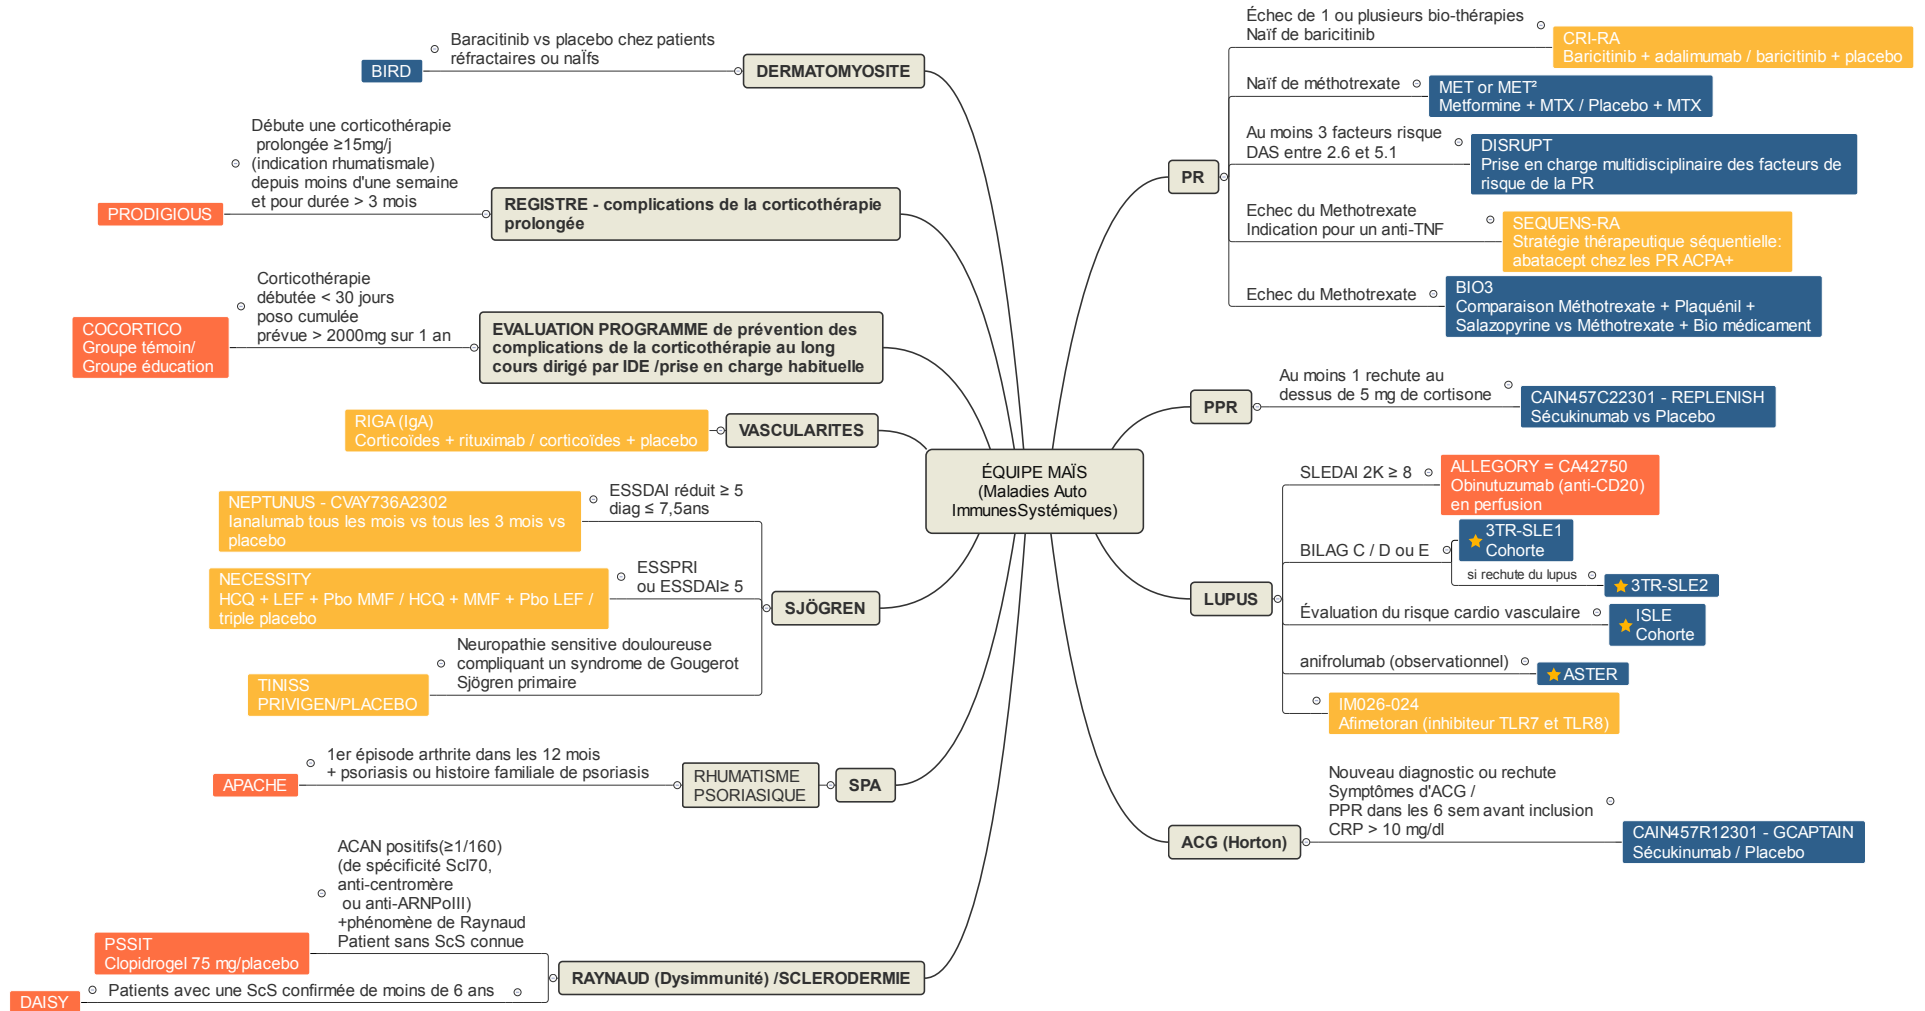 ÉQUIPE MAÏS
(Maladies Auto
ImmunesSystémiques)
DERMATOMYOSITE
Baracitinib vs placebo chez patients
réfractaires ou naÏfs
BIRD
REGISTRE - complications de la corticothérapie
prolongée
Débute une corticothérapie
prolongée ≥15mg/j
(indication rhumatismale)
depuis moins d'une semaine
et pour durée > 3 mois
PRODIGIOUS
EVALUATION PROGRAMME de prévention des
complications de la corticothérapie au long
cours dirigé par IDE /prise en charge habituelle
Corticothérapie
débutée < 30 jours
poso cumulée
prévue > 2000mg sur 1 an
COCORTICO
Groupe témoin/
Groupe éducation
VASCULARITES
RIGA (IgA)
Corticoïdes + rituximab / corticoïdes + placebo
SJÖGREN
ESSDAI réduit ≥ 5
diag ≤ 7,5ans
NEPTUNUS - CVAY736A2302
Ianalumab tous les mois vs tous les 3 mois vs
placebo
ESSPRI
ou ESSDAI≥ 5
NECESSITY
HCQ + LEF + Pbo MMF / HCQ + MMF + Pbo LEF /
triple placebo
Neuropathie sensitive douloureuse
compliquant un syndrome de Gougerot
Sjögren primaire
TINISS
PRIVIGEN/PLACEBO
SPA
RHUMATISME
PSORIASIQUE
1er épisode arthrite dans les 12 mois
+ psoriasis ou histoire familiale de psoriasis
APACHE
RAYNAUD (Dysimmunité) /SCLERODERMIE
ACAN positifs(≥1/160)
(de spécificité Scl70,
anti-centromère
ou anti-ARNPolII)
+phénomène de Raynaud
Patient sans ScS connue
PSSIT
Clopidrogel 75 mg/placebo
Patients avec une ScS confirmée de moins de 6 ans
DAISY
PR
Échec de 1 ou plusieurs bio-thérapies
Naïf de baricitinib
CRI-RA
Baricitinib + adalimumab / baricitinib + placebo
Naïf de méthotrexate
MET or MET²
Metformine + MTX / Placebo + MTX
Au moins 3 facteurs risque
DAS entre 2.6 et 5.1
DISRUPT
Prise en charge multidisciplinaire des facteurs de
risque de la PR
Echec du Methotrexate
Indication pour un anti-TNF
SEQUENS-RA
Stratégie thérapeutique séquentielle:
abatacept chez les PR ACPA+
Echec du Methotrexate
BIO3
Comparaison Méthotrexate + Plaquénil +
Salazopyrine vs Méthotrexate + Bio médicament
PPR
Au moins 1 rechute au
dessus de 5 mg de cortisone
CAIN457C22301 - REPLENISH
Sécukinumab vs Placebo
LUPUS
SLEDAI 2K ≥ 8
ALLEGORY = CA42750
Obinutuzumab (anti-CD20)
en perfusion
BILAG C / D ou E
3TR-SLE1
Cohorte
si rechute du lupus
3TR-SLE2
Évaluation du risque cardio vasculaire
ISLE
Cohorte
anifrolumab (observationnel)
ASTER
IM026-024
Afimetoran (inhibiteur TLR7 et TLR8)
ACG (Horton)
Nouveau diagnostic ou rechute
Symptômes d'ACG /
PPR dans les 6 sem avant inclusion
CRP > 10 mg/dl
CAIN457R12301 - GCAPTAIN
Sécukinumab / Placebo